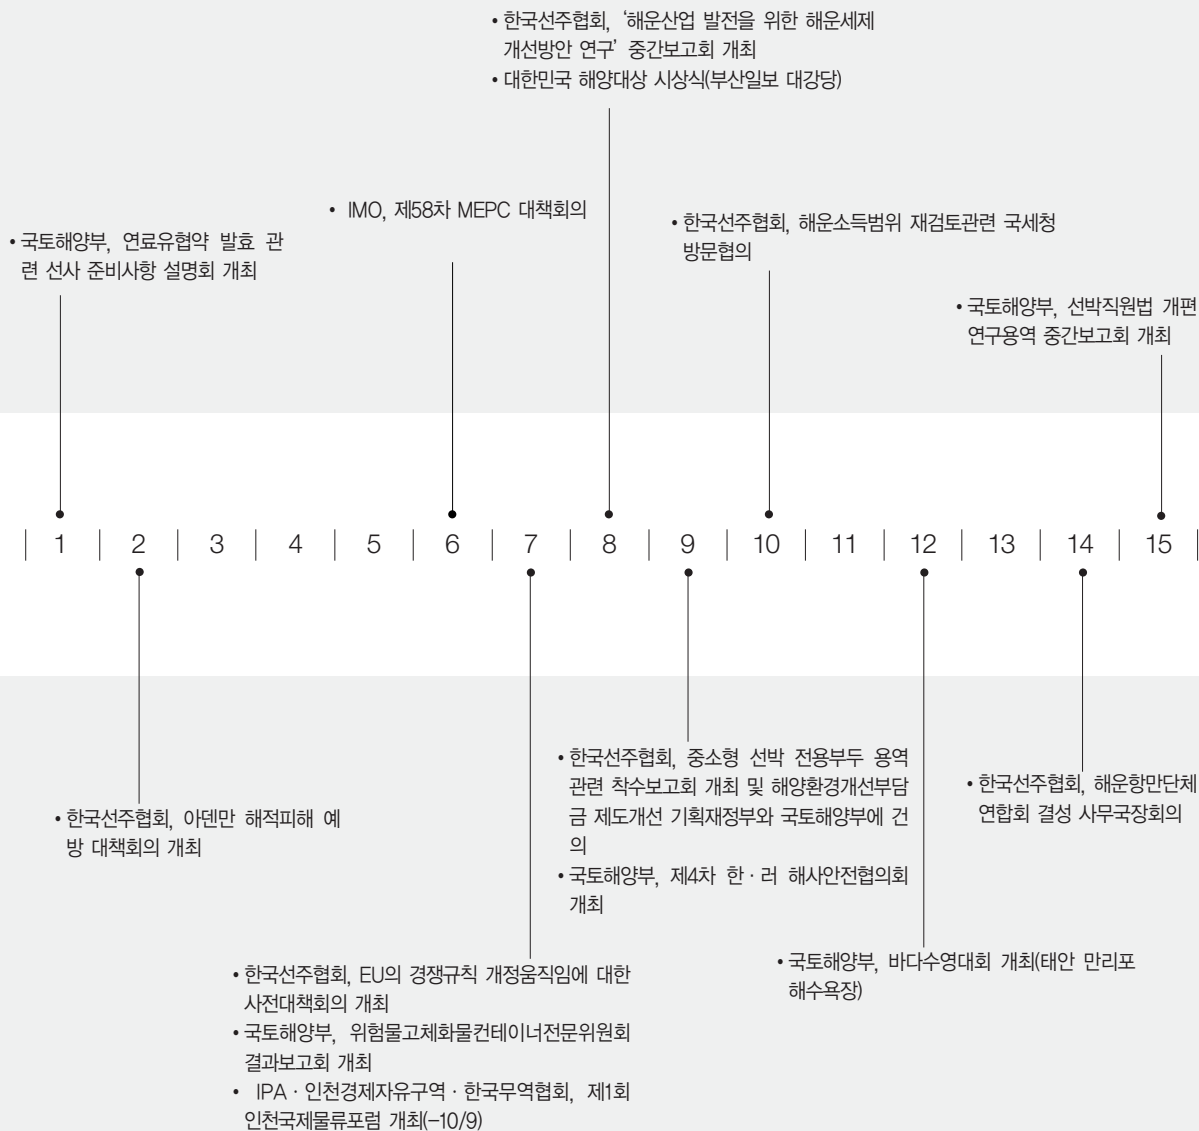 • 한국선주협회, ‘해운산업 발전을 위한 해운세제
개선방안 연구’ 중간보고회 개최
• 대한민국 해양대상 시상식(부산일보 대강당)
• IMO, 제58차 MEPC 대책회의
• 한국선주협회, 해운소득범위 재검토관련 국세청
방문협의
• 국토해양부, 연료유협약 발효 관
련 선사 준비사항 설명회 개최
• 국토해양부, 선박직원법 개편
연구용역 중간보고회 개최
1 2 3 4 5 6 7 8 9 10 11 12 13 14 15
• 한국선주협회, 아덴만 해적피해 예
방 대책회의 개최
• 한국선주협회, 중소형 선박 전용부두 용역
관련 착수보고회 개최 및 해양환경개선부담
금 제도개선 기획재정부와 국토해양부에 건
의
• 국토해양부, 제4차 한·러 해사안전협의회
개최
• 한국선주협회, 해운항만단체
연합회 결성 사무국장회의
• 한국선주협회, EU의 경쟁규칙 개정움직임에 대한
사전대책회의 개최
• 국토해양부, 위험물고체화물컨테이너전문위원회
결과보고회 개최
• IPA·인천경제자유구역·한국무역협회, 제1회
인천국제물류포럼 개최(-10/9)
• 국토해양부, 바다수영대회 개최(태안 만리포
해수욕장)